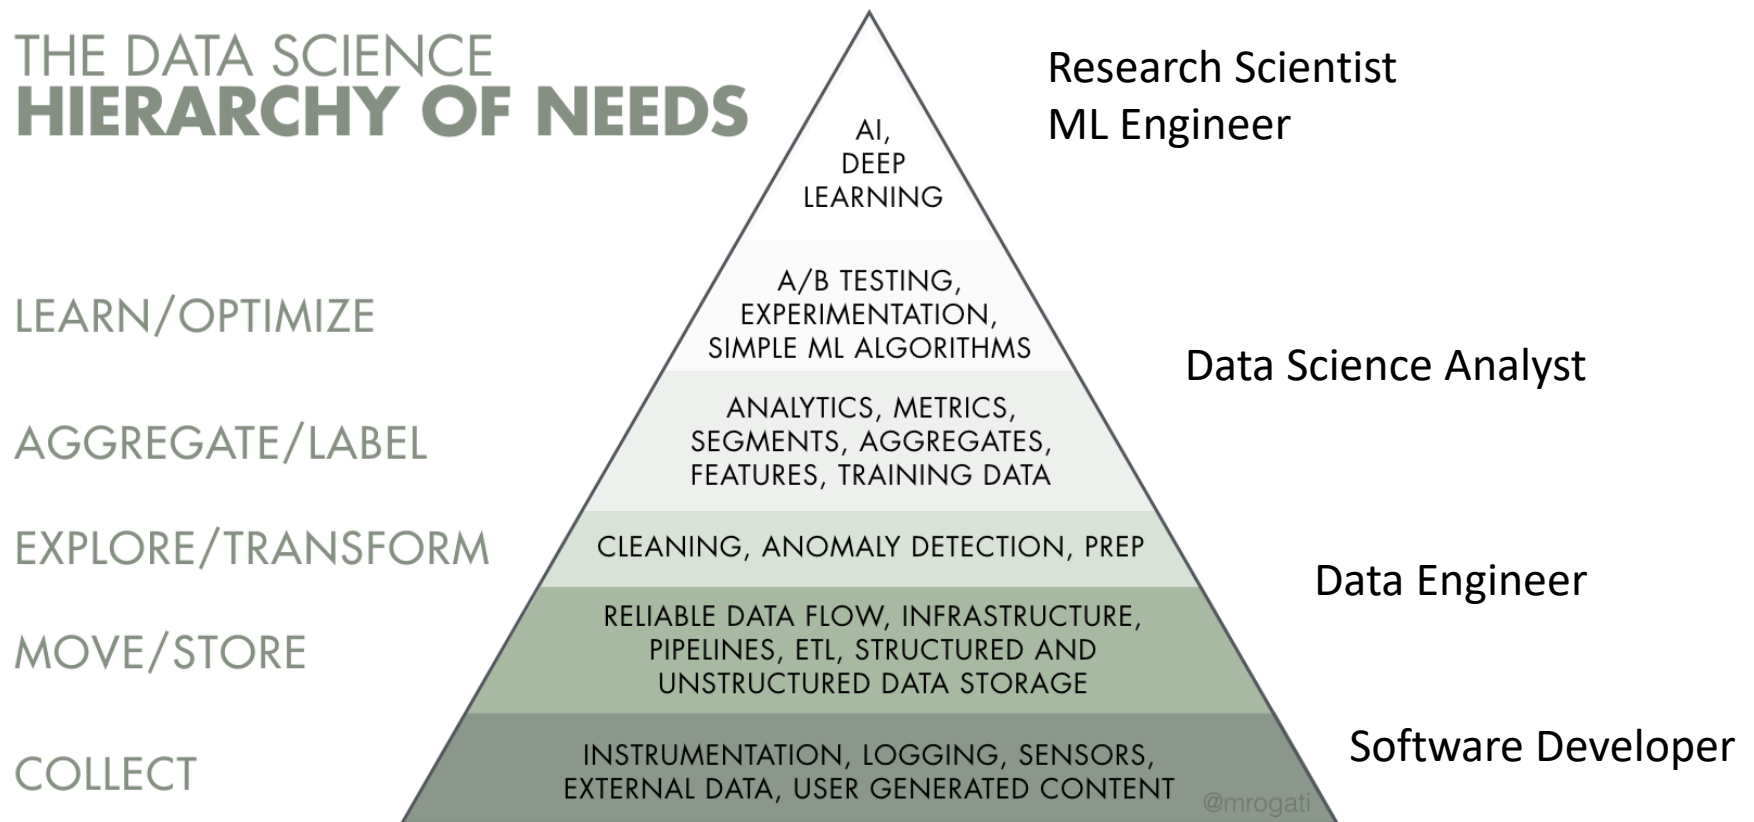 THE DATA SCIENCE
HIERARCHY OF NEEDS
Research Scientist
ML Engineer
AI,
DEEP
LEARNING
LEARN/OPTIMIZE
A/B TESTING,
EXPERIMENTATION,
SIMPLE ML ALGORITHMS
Data Science Analyst
AGGREGATE/LABEL
ANALYTICS, METRICS,
SEGMENTS, AGGREGATES,
FEATURES, TRAINING DATA
EXPLORE/TRANSFORM
CLEANING, ANOMALY DETECTION, PREP
Data Engineer
MOVE/STORE
RELIABLE DATA FLOW, INFRASTRUCTURE,
PIPELINES, ETL, STRUCTURED AND
UNSTRUCTURED DATA STORAGE
Software Developer
COLLECT
INSTRUMENTATION, LOGGING, SENSORS,
EXTERNAL DATA, USER GENERATED CONTENT
@mrogati